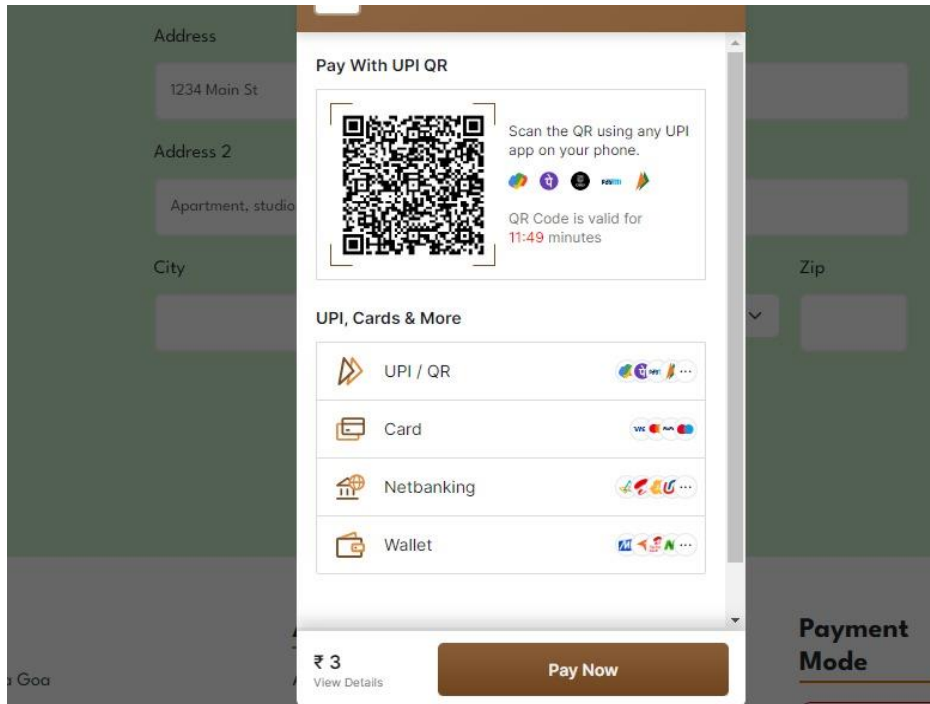 Address
1234 Main St
Address 2
Apartment, studio
City
Zip
Pay With UPI QR
Scan the QR using any UPI
app on your phone.
QR Code is valid for
11:49 minutes
UPI, Cards & More
UPI / QR
Card
Netbanking
Wallet
₹ 3
View Details
Pay Now
Goa
Payment
Mode